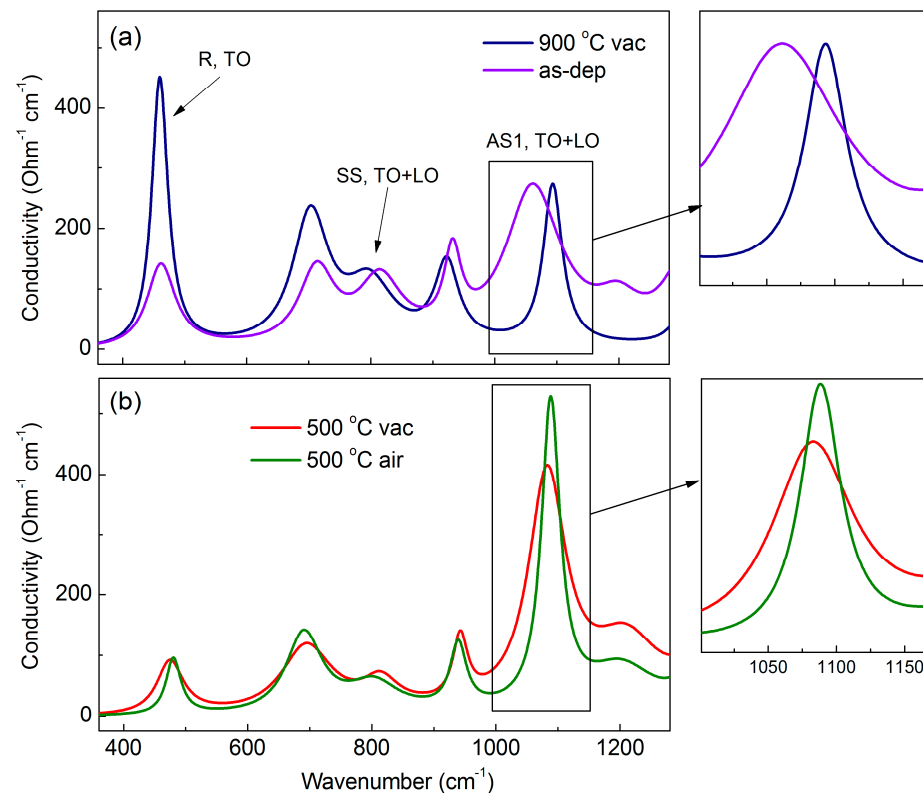 (a)
900 °C vac
as-dep
R, TO
SS, TO+LO
AS1, TO+LO
400
200
0
Conductivity (Ohm⁻¹ cm⁻¹)
(b)
500 °C vac
500 °C air
400
200
0
Conductivity (Ohm⁻¹ cm⁻¹)
400 600 800 1000 1200
Wavenumber (cm⁻¹)
1050 1100 1150